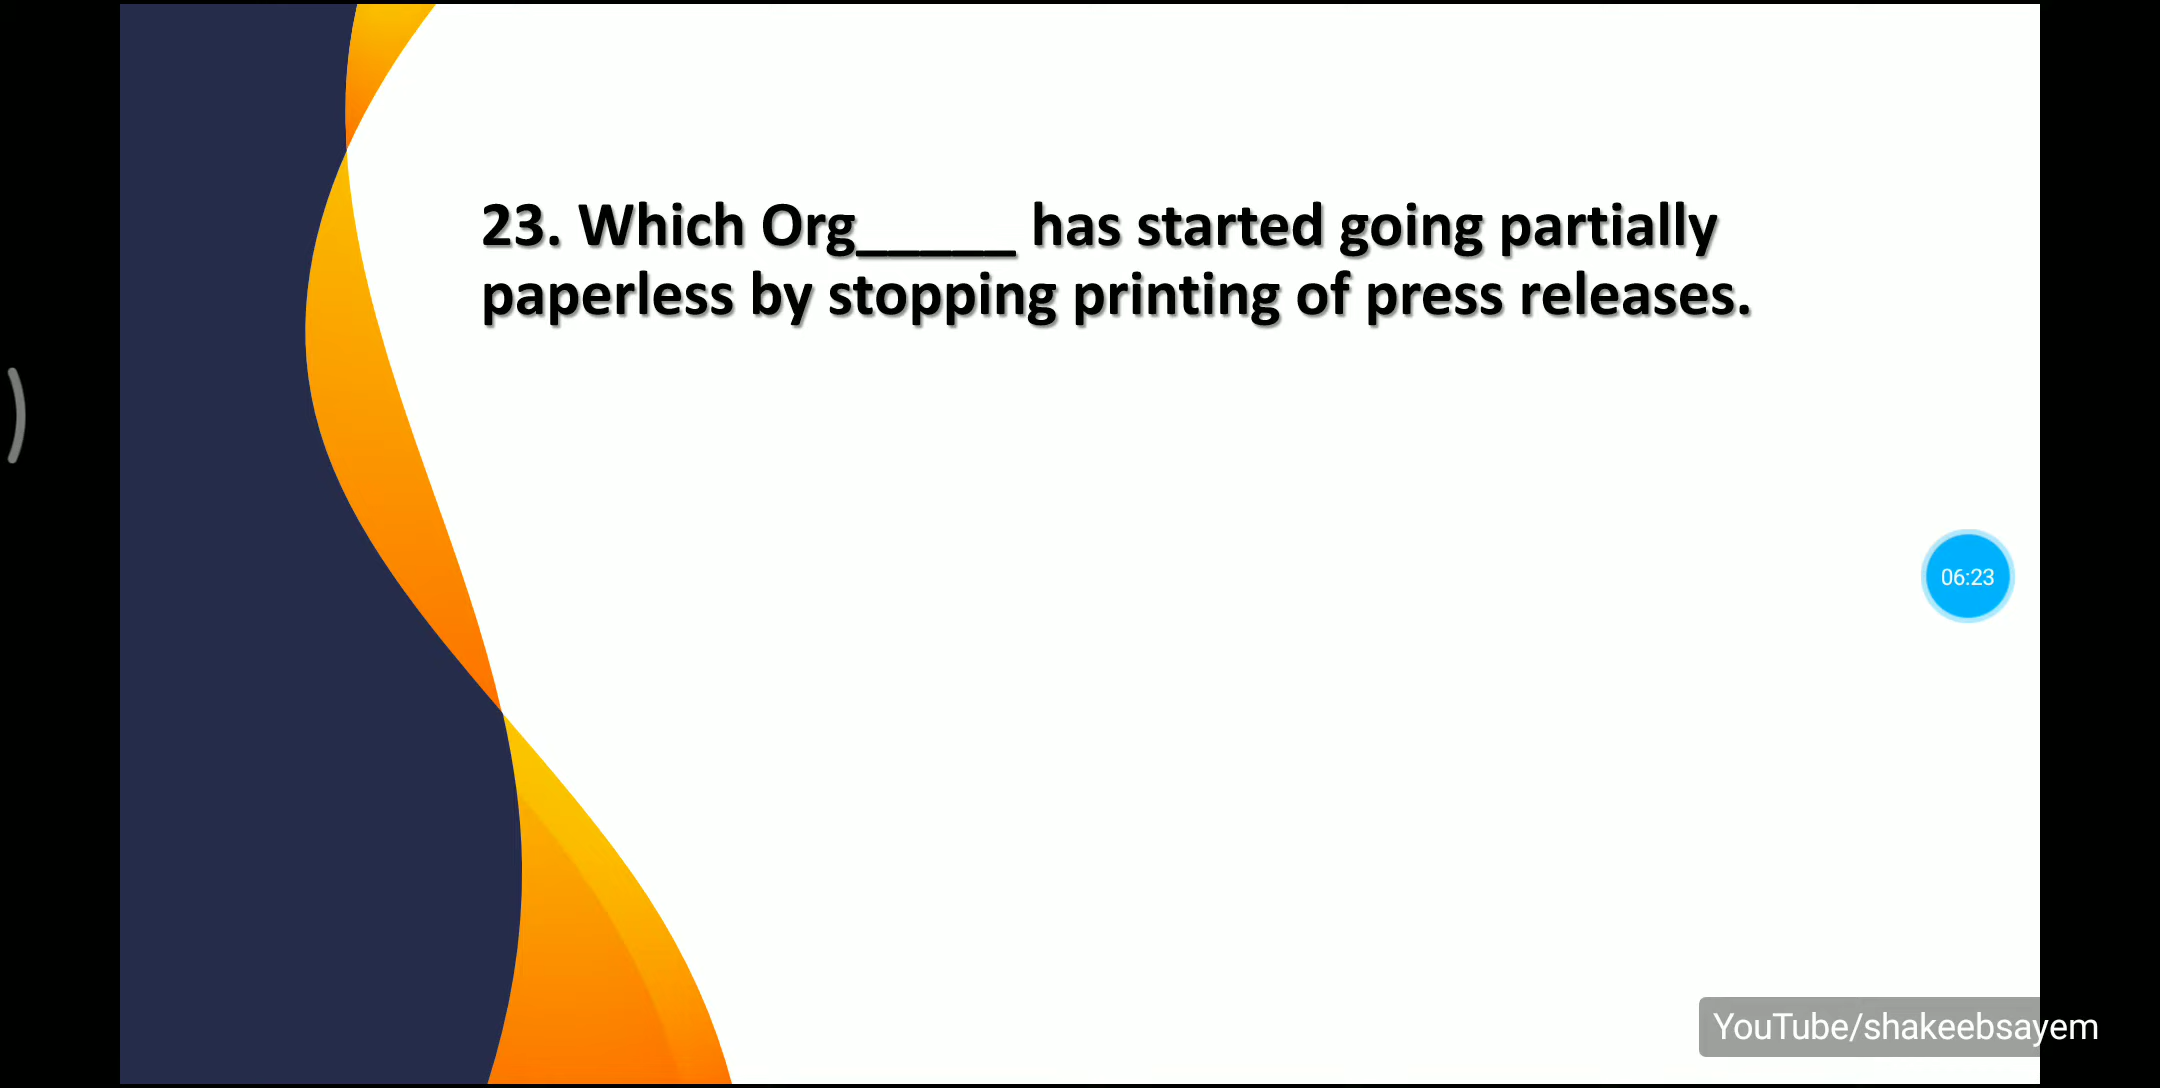 23. Which Org_____ has started going partially
paperless by stopping printing of press releases.
06:23
YouTube/shakeebsayem